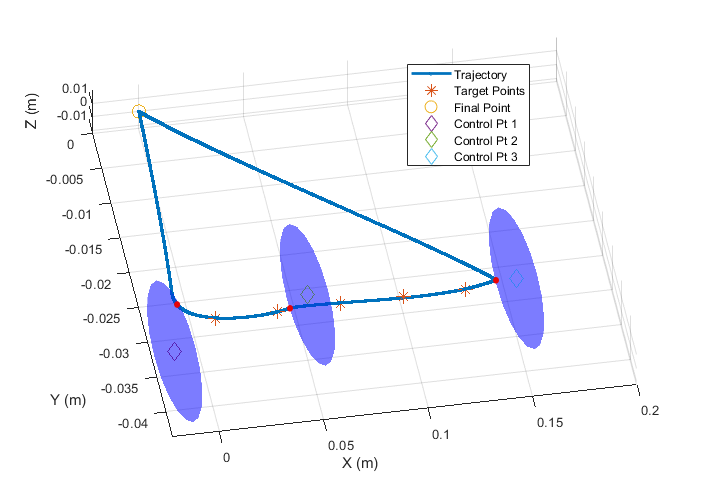 Z (m)
0.01
0
-0.01
0
-0.005
-0.01
-0.015
-0.02
-0.025
-0.03
-0.035
-0.04
Y (m)
0
0.05
0.1
0.15
0.2
X (m)
Trajectory
Target Points
Final Point
Control Pt 1
Control Pt 2
Control Pt 3